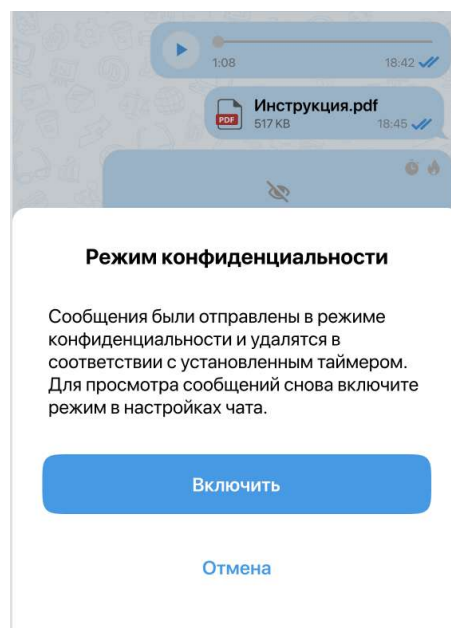 1:08 18:42
Инструкция.pdf
PDF 517 KB 18:45
Режим конфиденциальности
Сообщения были отправлены в режиме
конфиденциальности и удалятся в
соответствии с установленным таймером.
Для просмотра сообщений снова включите
режим в настройках чата.
Включить
Отмена